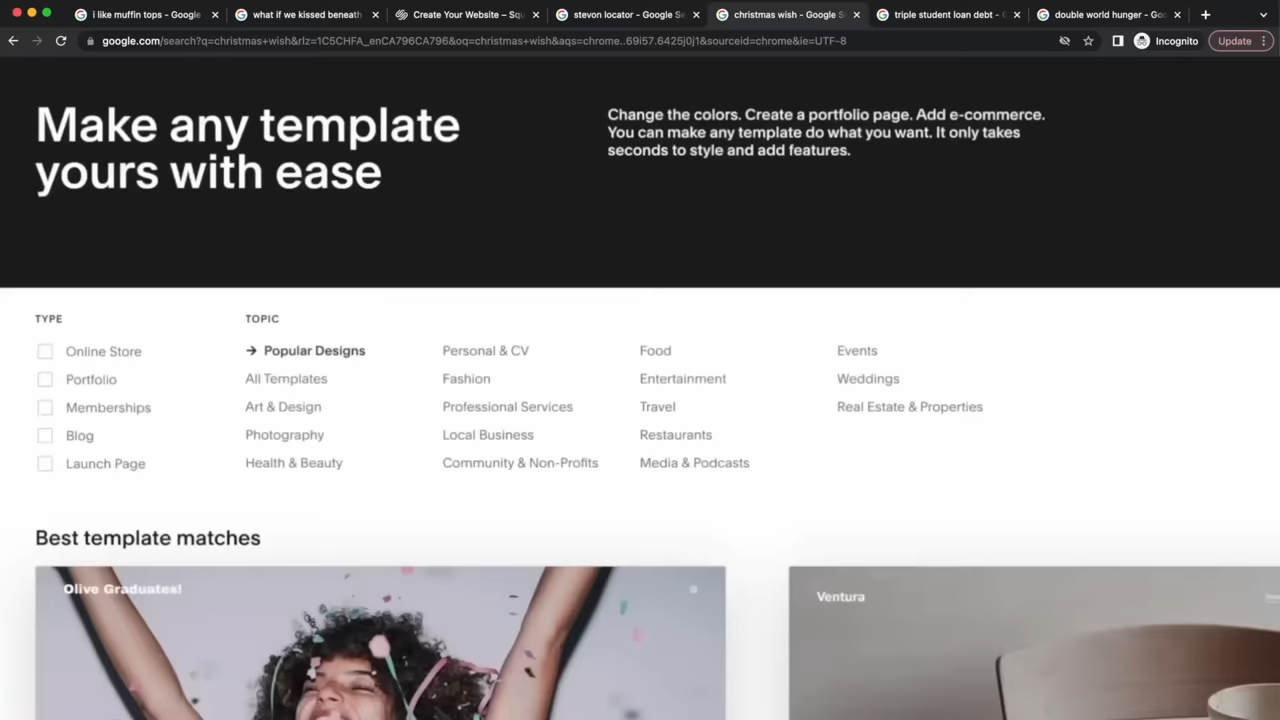 i like muffin tops - Google
what if we kissed beneath
Create Your Website – Squ
stevon locator - Google Se
christmas wish - Google S
triple student loan debt - G
double world hunger - Goo
google.com/search?q=christmas+wish&rlz=1C5CHFA_enCA796CA796&oq=christmas+wish&aqs=chrome..69i57.6425j0j1&sourceid=chrome&ie=UTF-8
Incognito
Update
Make any template
yours with ease
Change the colors. Create a portfolio page. Add e-commerce.
You can make any template do what you want. It only takes
seconds to style and add features.
TYPE
Online Store
Portfolio
Memberships
Blog
Launch Page
TOPIC
→ Popular Designs
All Templates
Art & Design
Photography
Health & Beauty
Personal & CV
Fashion
Professional Services
Local Business
Community & Non-Profits
Food
Entertainment
Travel
Restaurants
Media & Podcasts
Events
Weddings
Real Estate & Properties
Best template matches
Olive Graduates!
Ventura